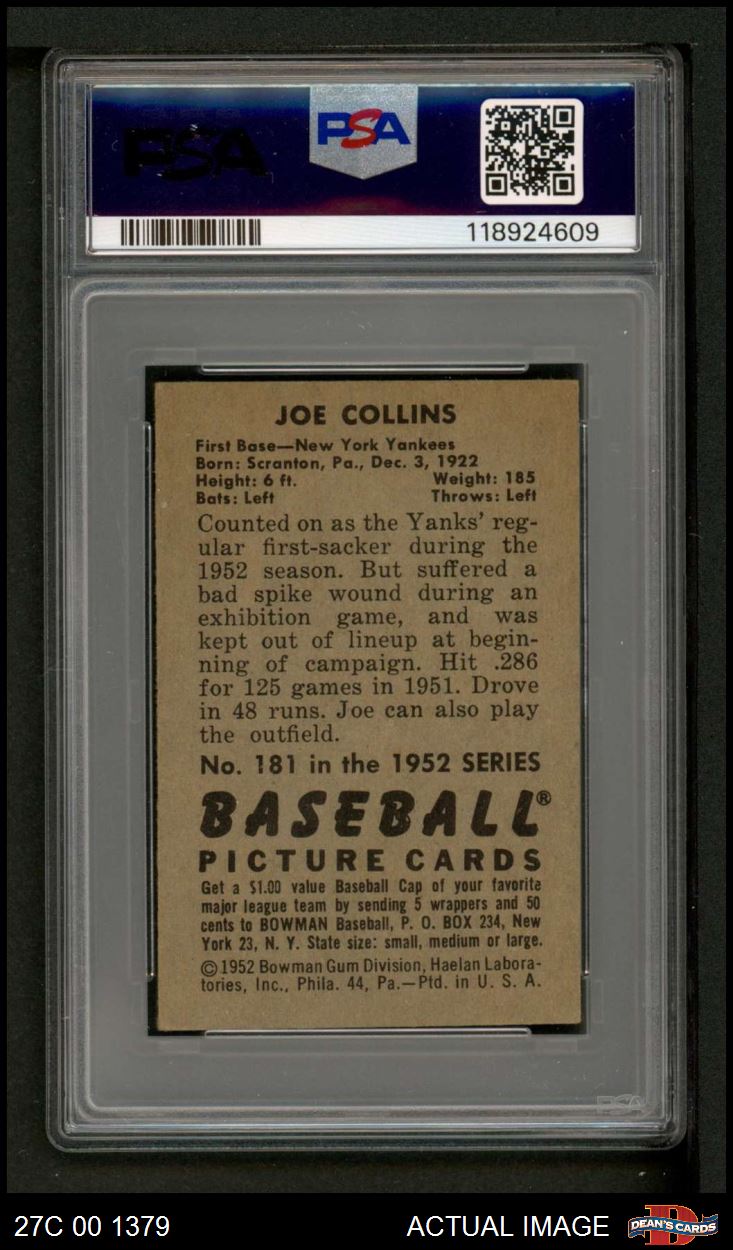 PSA
PSA
118924609
JOE COLLINS
First Base—New York Yankees
Born: Scranton, Pa., Dec. 3, 1922
Height: 6 ft. Weight: 185
Bats: Left Throws: Left
Counted on as the Yanks' reg-
ular first-sacker during the
1952 season. But suffered a
bad spike wound during an
exhibition game, and was
kept out of lineup at begin-
ning of campaign. Hit .286
for 125 games in 1951. Drove
in 48 runs. Joe can also play
the outfield.
No. 181 in the 1952 SERIES
BASEBALL®
PICTURE CARDS
Get a $1.00 value Baseball Cap of your favorite
major league team by sending 5 wrappers and 50
cents to BOWMAN Baseball, P. O. BOX 234, New
York 23, N. Y. State size: small, medium or large.
©1952 Bowman Gum Division, Haelan Labora-
tories, Inc., Phila. 44, Pa.—Ptd. in U. S. A.
PSA
27C 00 1379
ACTUAL IMAGE
D
DEAN'S CARDS